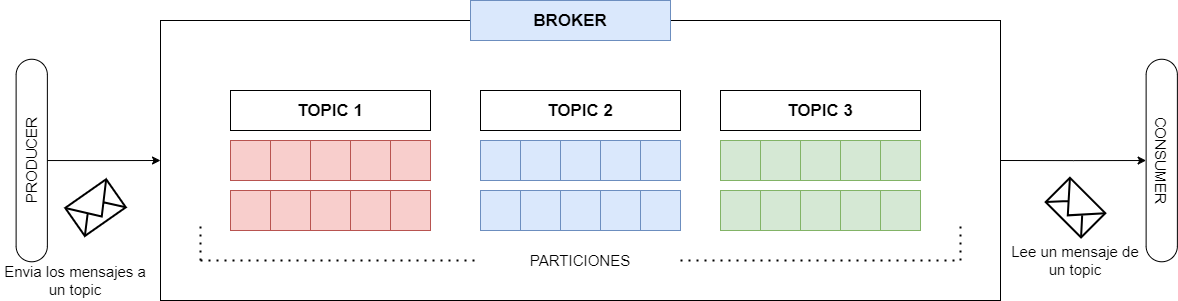 BROKER
TOPIC 1
TOPIC 2
TOPIC 3
PRODUCER
CONSUMER
Envia los mensajes a
un topic
PARTICIONES
Lee un mensaje de
un topic